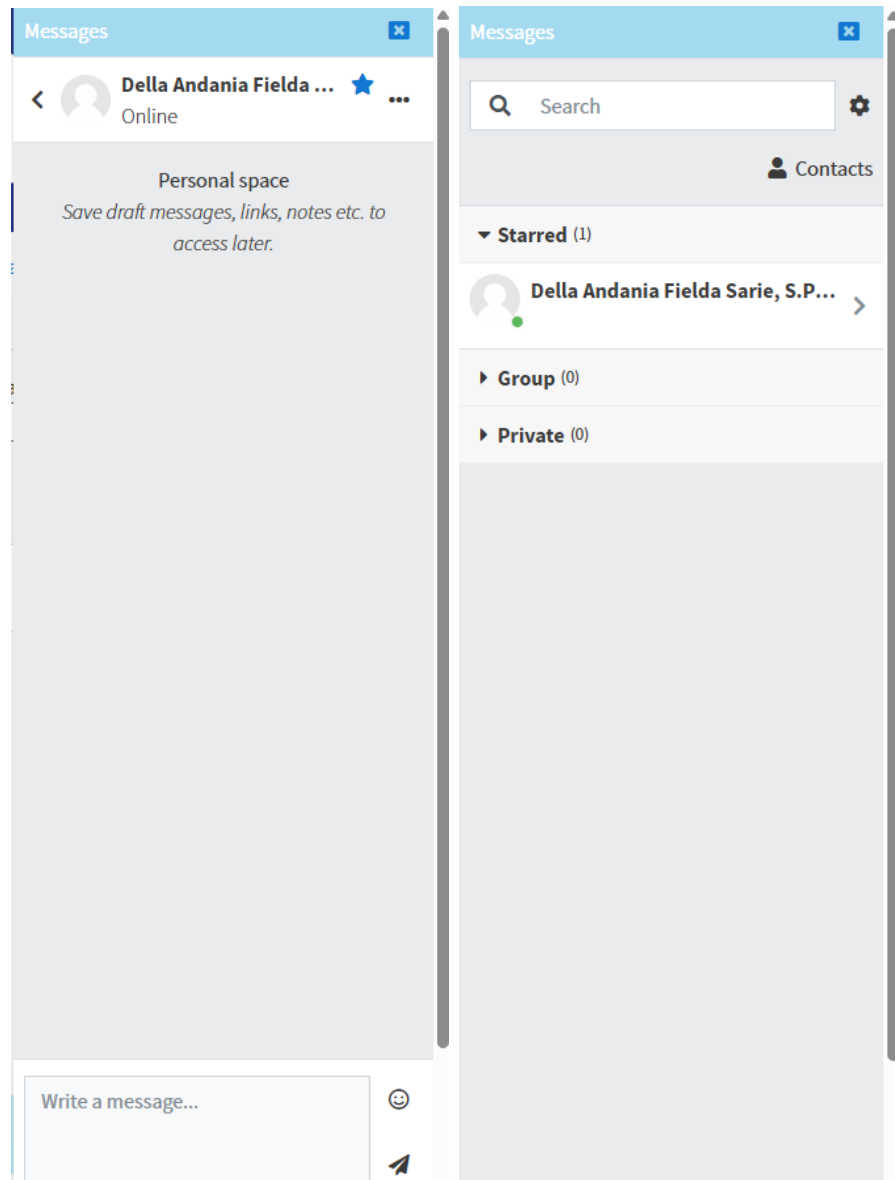 Messages
Della Andania Fielda ...
Online
Personal space
Save draft messages, links, notes etc. to
access later.
Write a message...
Messages
Search
Contacts
Starred (1)
Della Andania Fielda Sarie, S.P...
Group (0)
Private (0)